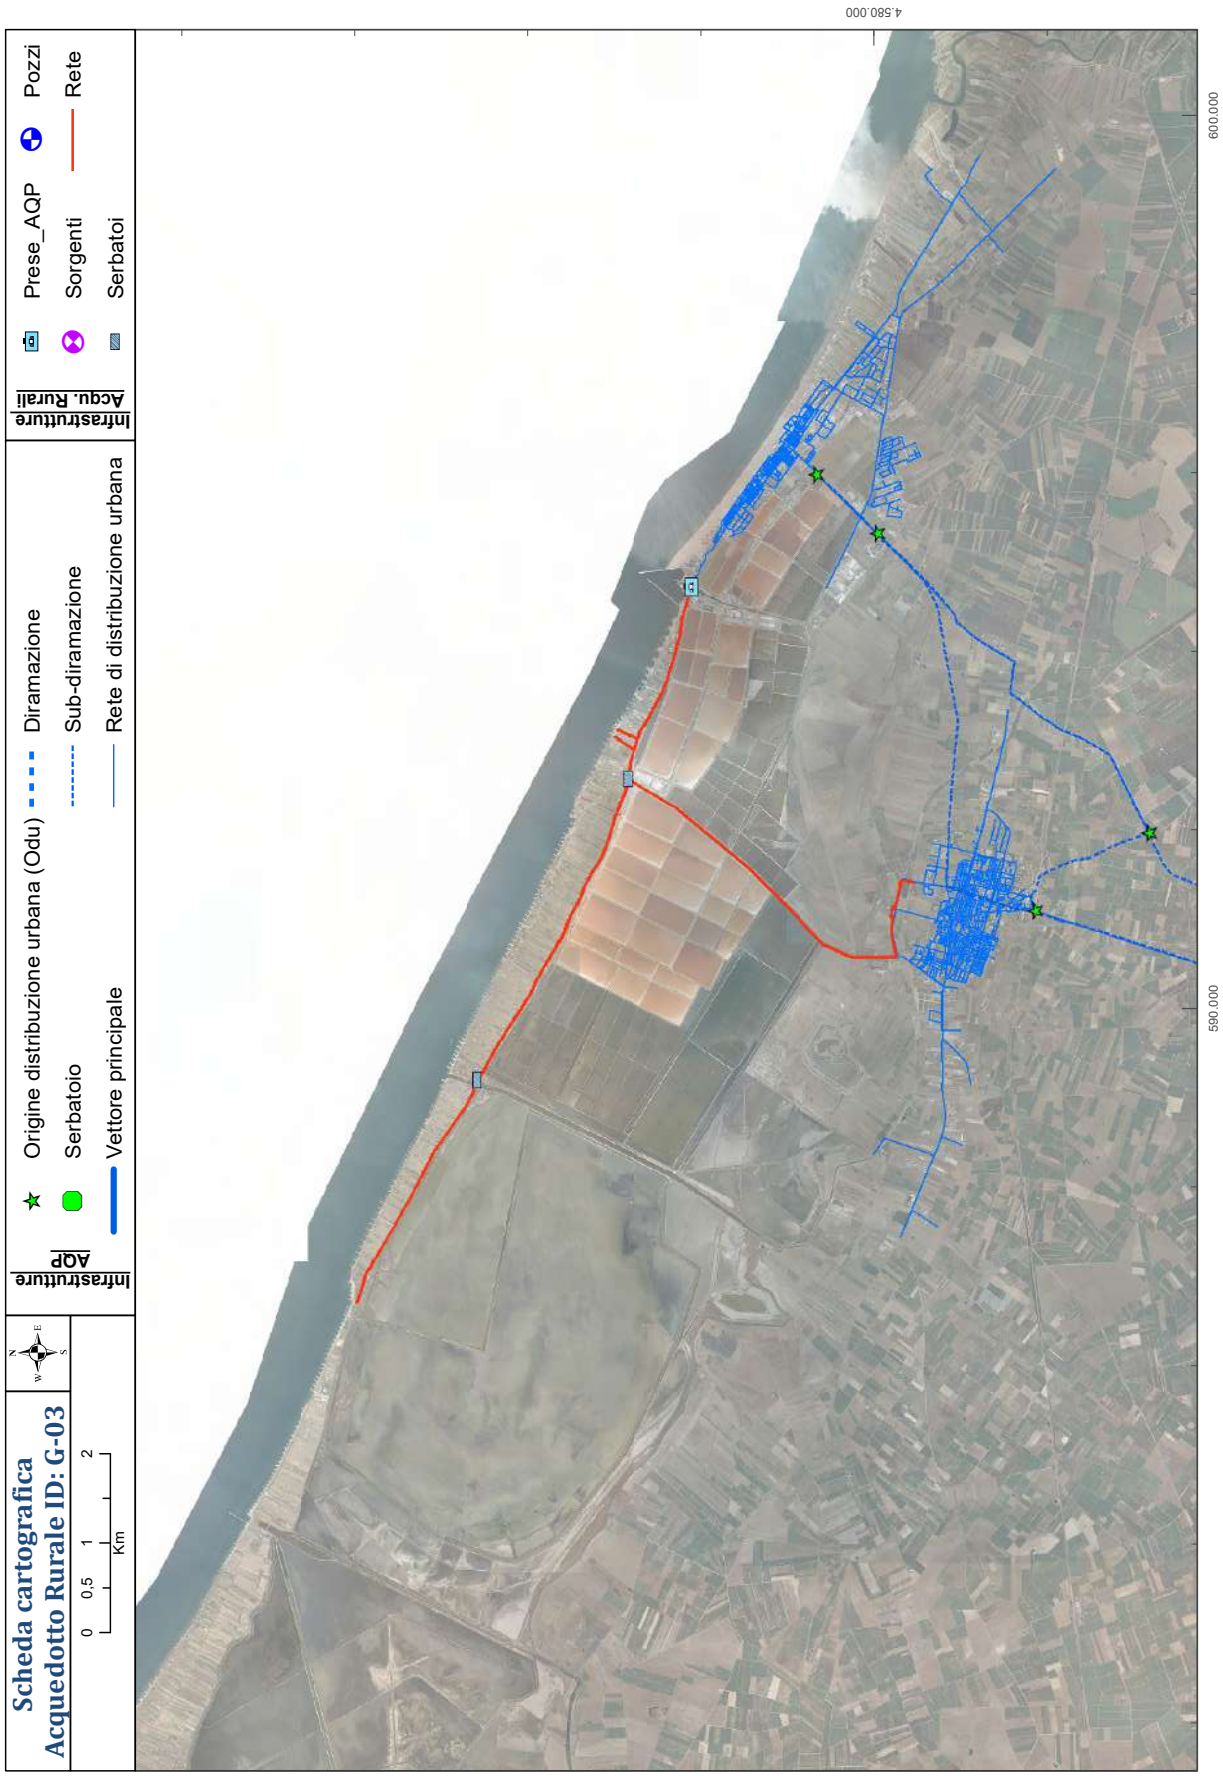 Scheda cartografica
Acquedotto Rurale ID: G-03
0 0,5 1 2
Km
N
W E
S
Infrastrutture
AQP
Origine distribuzione urbana (Odu)
Serbatoio
Vettore principale
Diramazione
Sub-diramazione
Rete di distribuzione urbana
Infrastrutture
Acqu. Rurali
Prese_AQP
Sorgenti
Serbatoi
Pozzi
Rete
590.000
600.000
4.580.000